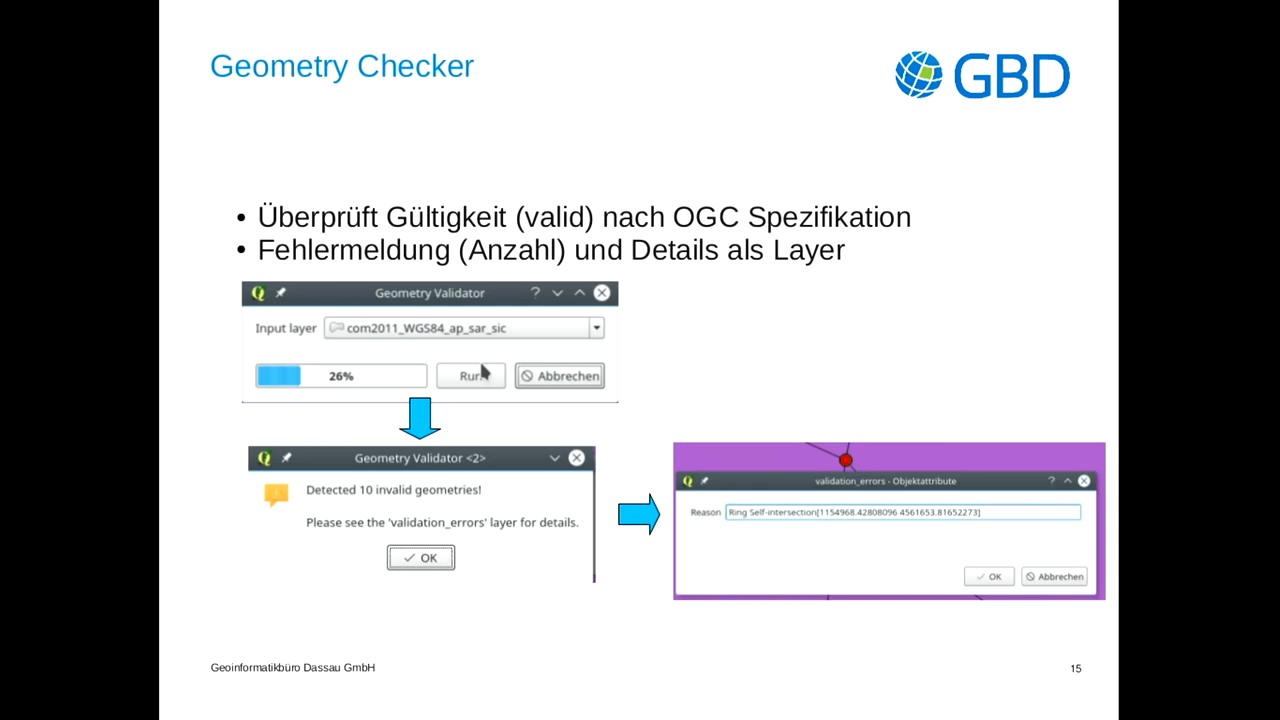 Geometry Checker
GBD
• Überprüft Gültigkeit (valid) nach OGC Spezifikation
• Fehlermeldung (Anzahl) und Details als Layer
Geometry Validator
Input layer com2011_WGS84_ap_sar_sic
26% Run! Abbrechen
Geometry Validator <2>
Detected 10 invalid geometries!
Please see the 'validation_errors' layer for details.
OK
validation_errors - Objektattribute
Reason Ring Self-intersection[1154968.42808096 4561653.81652273]
OK Abbrechen
Geoinformatikbüro Dassau GmbH
15